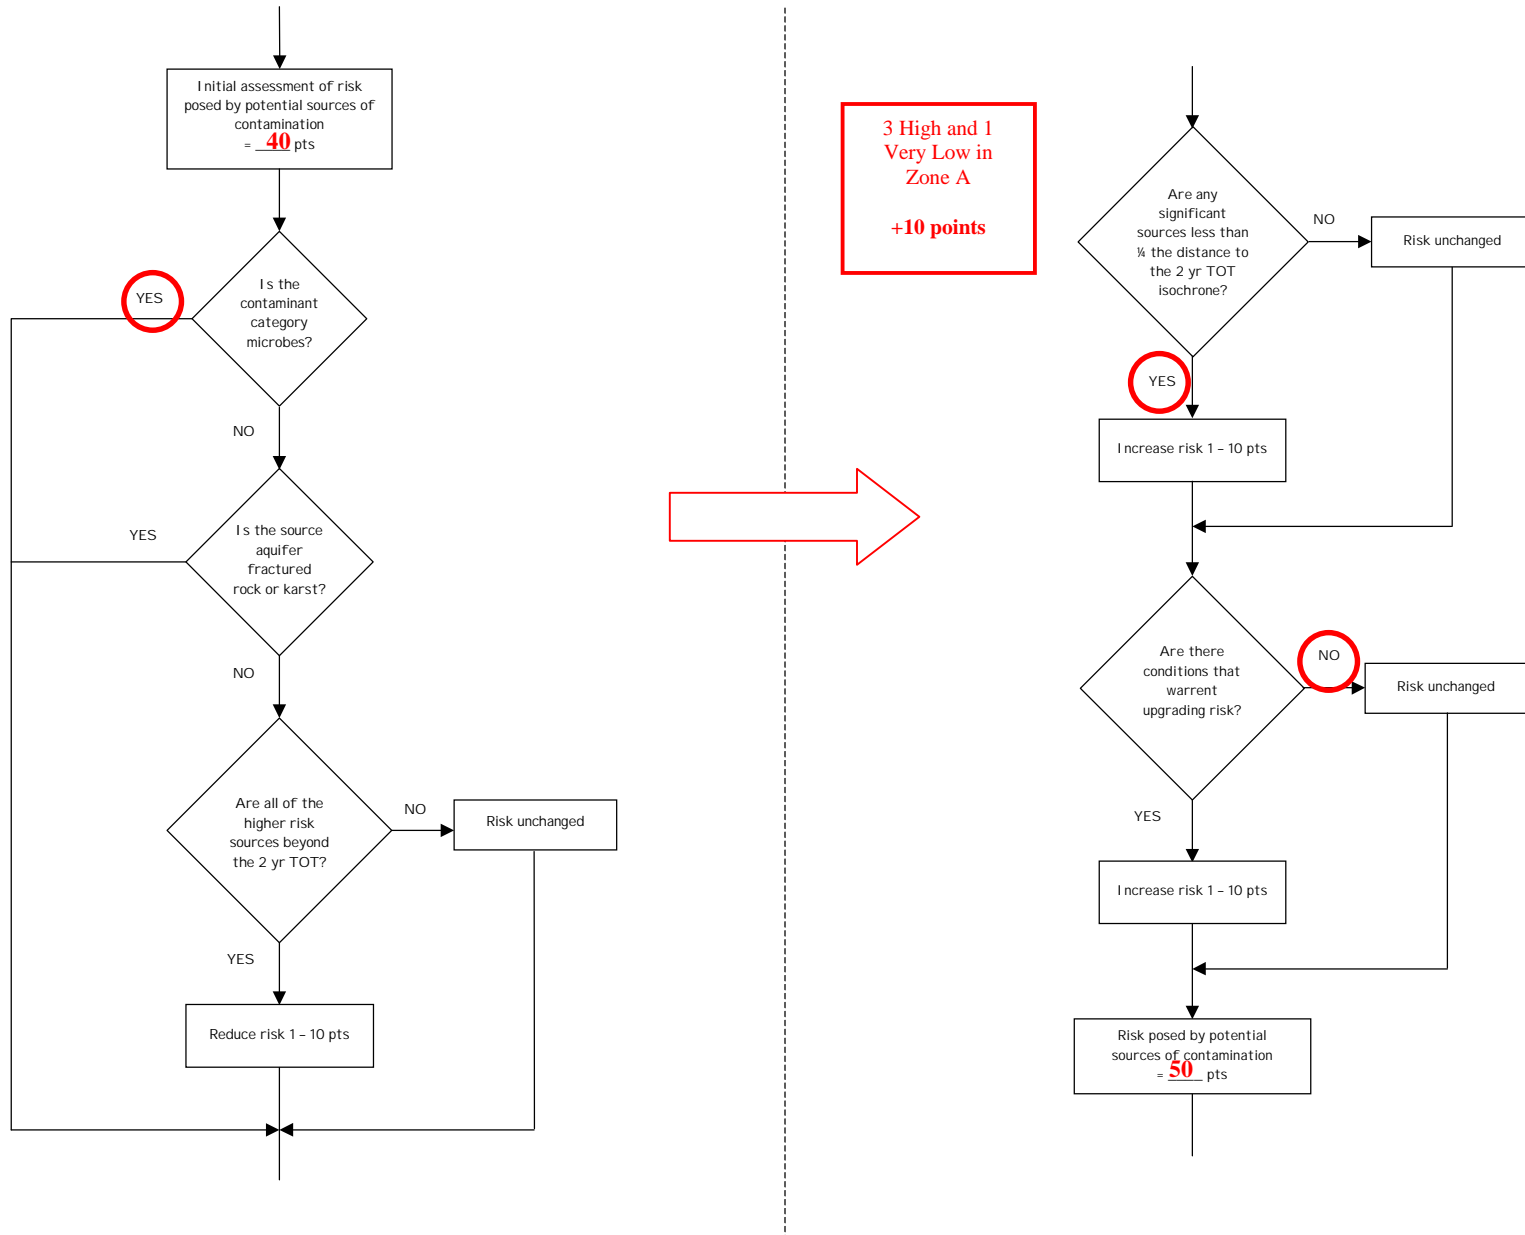 Initial assessment of risk
posed by potential sources of
contamination
= 40 pts
Is the
contaminant
category
microbes?
YES
NO
Is the source
aquifer
fractured
rock or karst?
YES
NO
Are all of the
higher risk
sources beyond
the 2 yr TOT?
NO
Risk unchanged
YES
Reduce risk 1 – 10 pts
3 High and 1
Very Low in
Zone A
+10 points
Are any
significant
sources less than
¼ the distance to
the 2 yr TOT
isochrone?
NO
Risk unchanged
YES
Increase risk 1 – 10 pts
Are there
conditions that
warrent
upgrading risk?
NO
Risk unchanged
YES
Increase risk 1 – 10 pts
Risk posed by potential
sources of contamination
= 50 pts